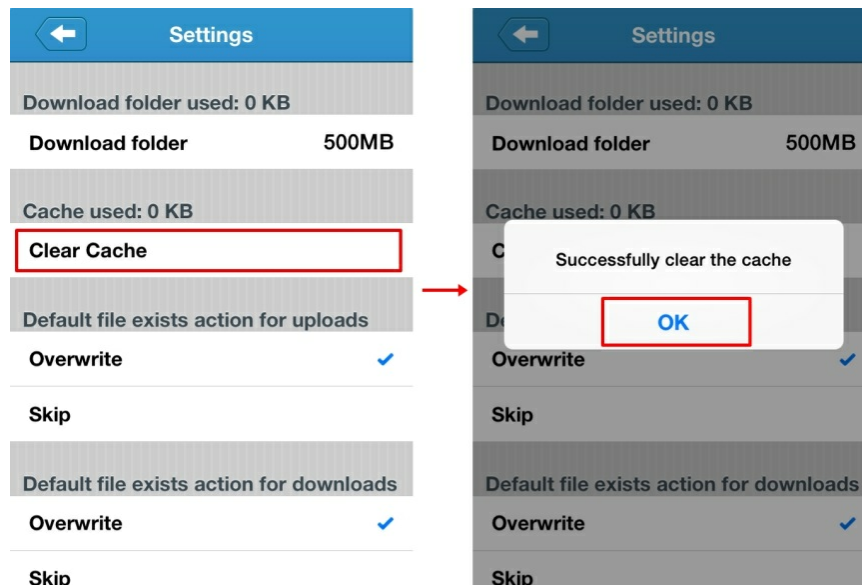 Settings
Download folder used: 0 KB
Download folder 500MB
Cache used: 0 KB
Clear Cache
Default file exists action for uploads
Overwrite
Skip
Default file exists action for downloads
Overwrite
Skip
Settings
Download folder used: 0 KB
Download folder 500MB
Cache used: 0 KB
C
Successfully clear the cache
De
OK
Overwrite
Skip
Default file exists action for downloads
Overwrite
Skip